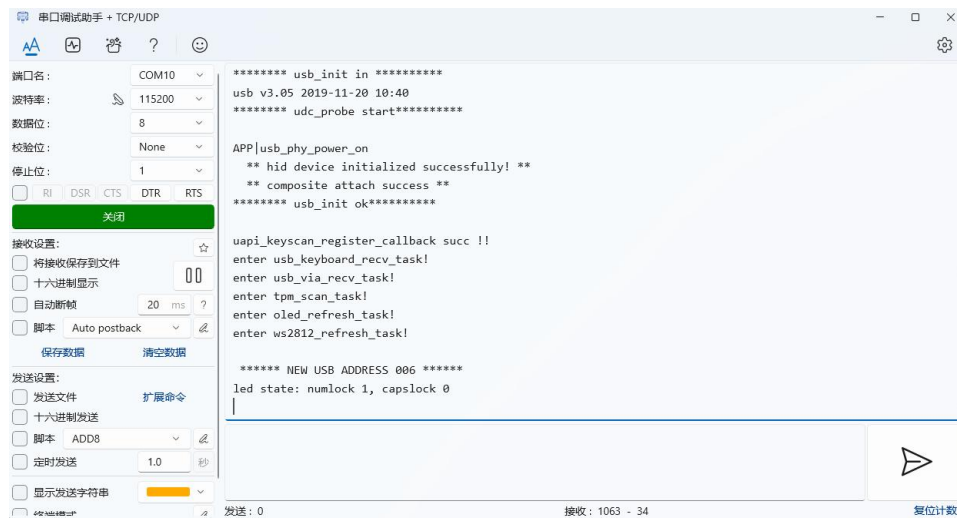 串口调试助手 + TCP/UDP
端口名： COM10
波特率： 115200
数据位： 8
校验位： None
停止位： 1
RI DSR CTS DTR RTS
关闭
接收设置：
将接收保存到文件
十六进制显示
自动断帧 20 ms ?
脚本 Auto postback
保存数据 清空数据
发送设置：
发送文件 扩展命令
十六进制发送
脚本 ADD8
定时发送 1.0 秒
显示发送字符串
终端模式
******** usb_init in **********
usb v3.05 2019-11-20 10:40
******** udc_probe start**********
APP|usb_phy_power_on
** hid device initialized successfully! **
** composite attach success **
******** usb_init ok**********
uapi_keyscan_register_callback succ !!
enter usb_keyboard_recv_task!
enter usb_via_recv_task!
enter tpm_scan_task!
enter oled_refresh_task!
enter ws2812_refresh_task!
****** NEW USB ADDRESS 006 ******
led state: numlock 1, capslock 0
发送：0 接收：1063 - 34 复位计数